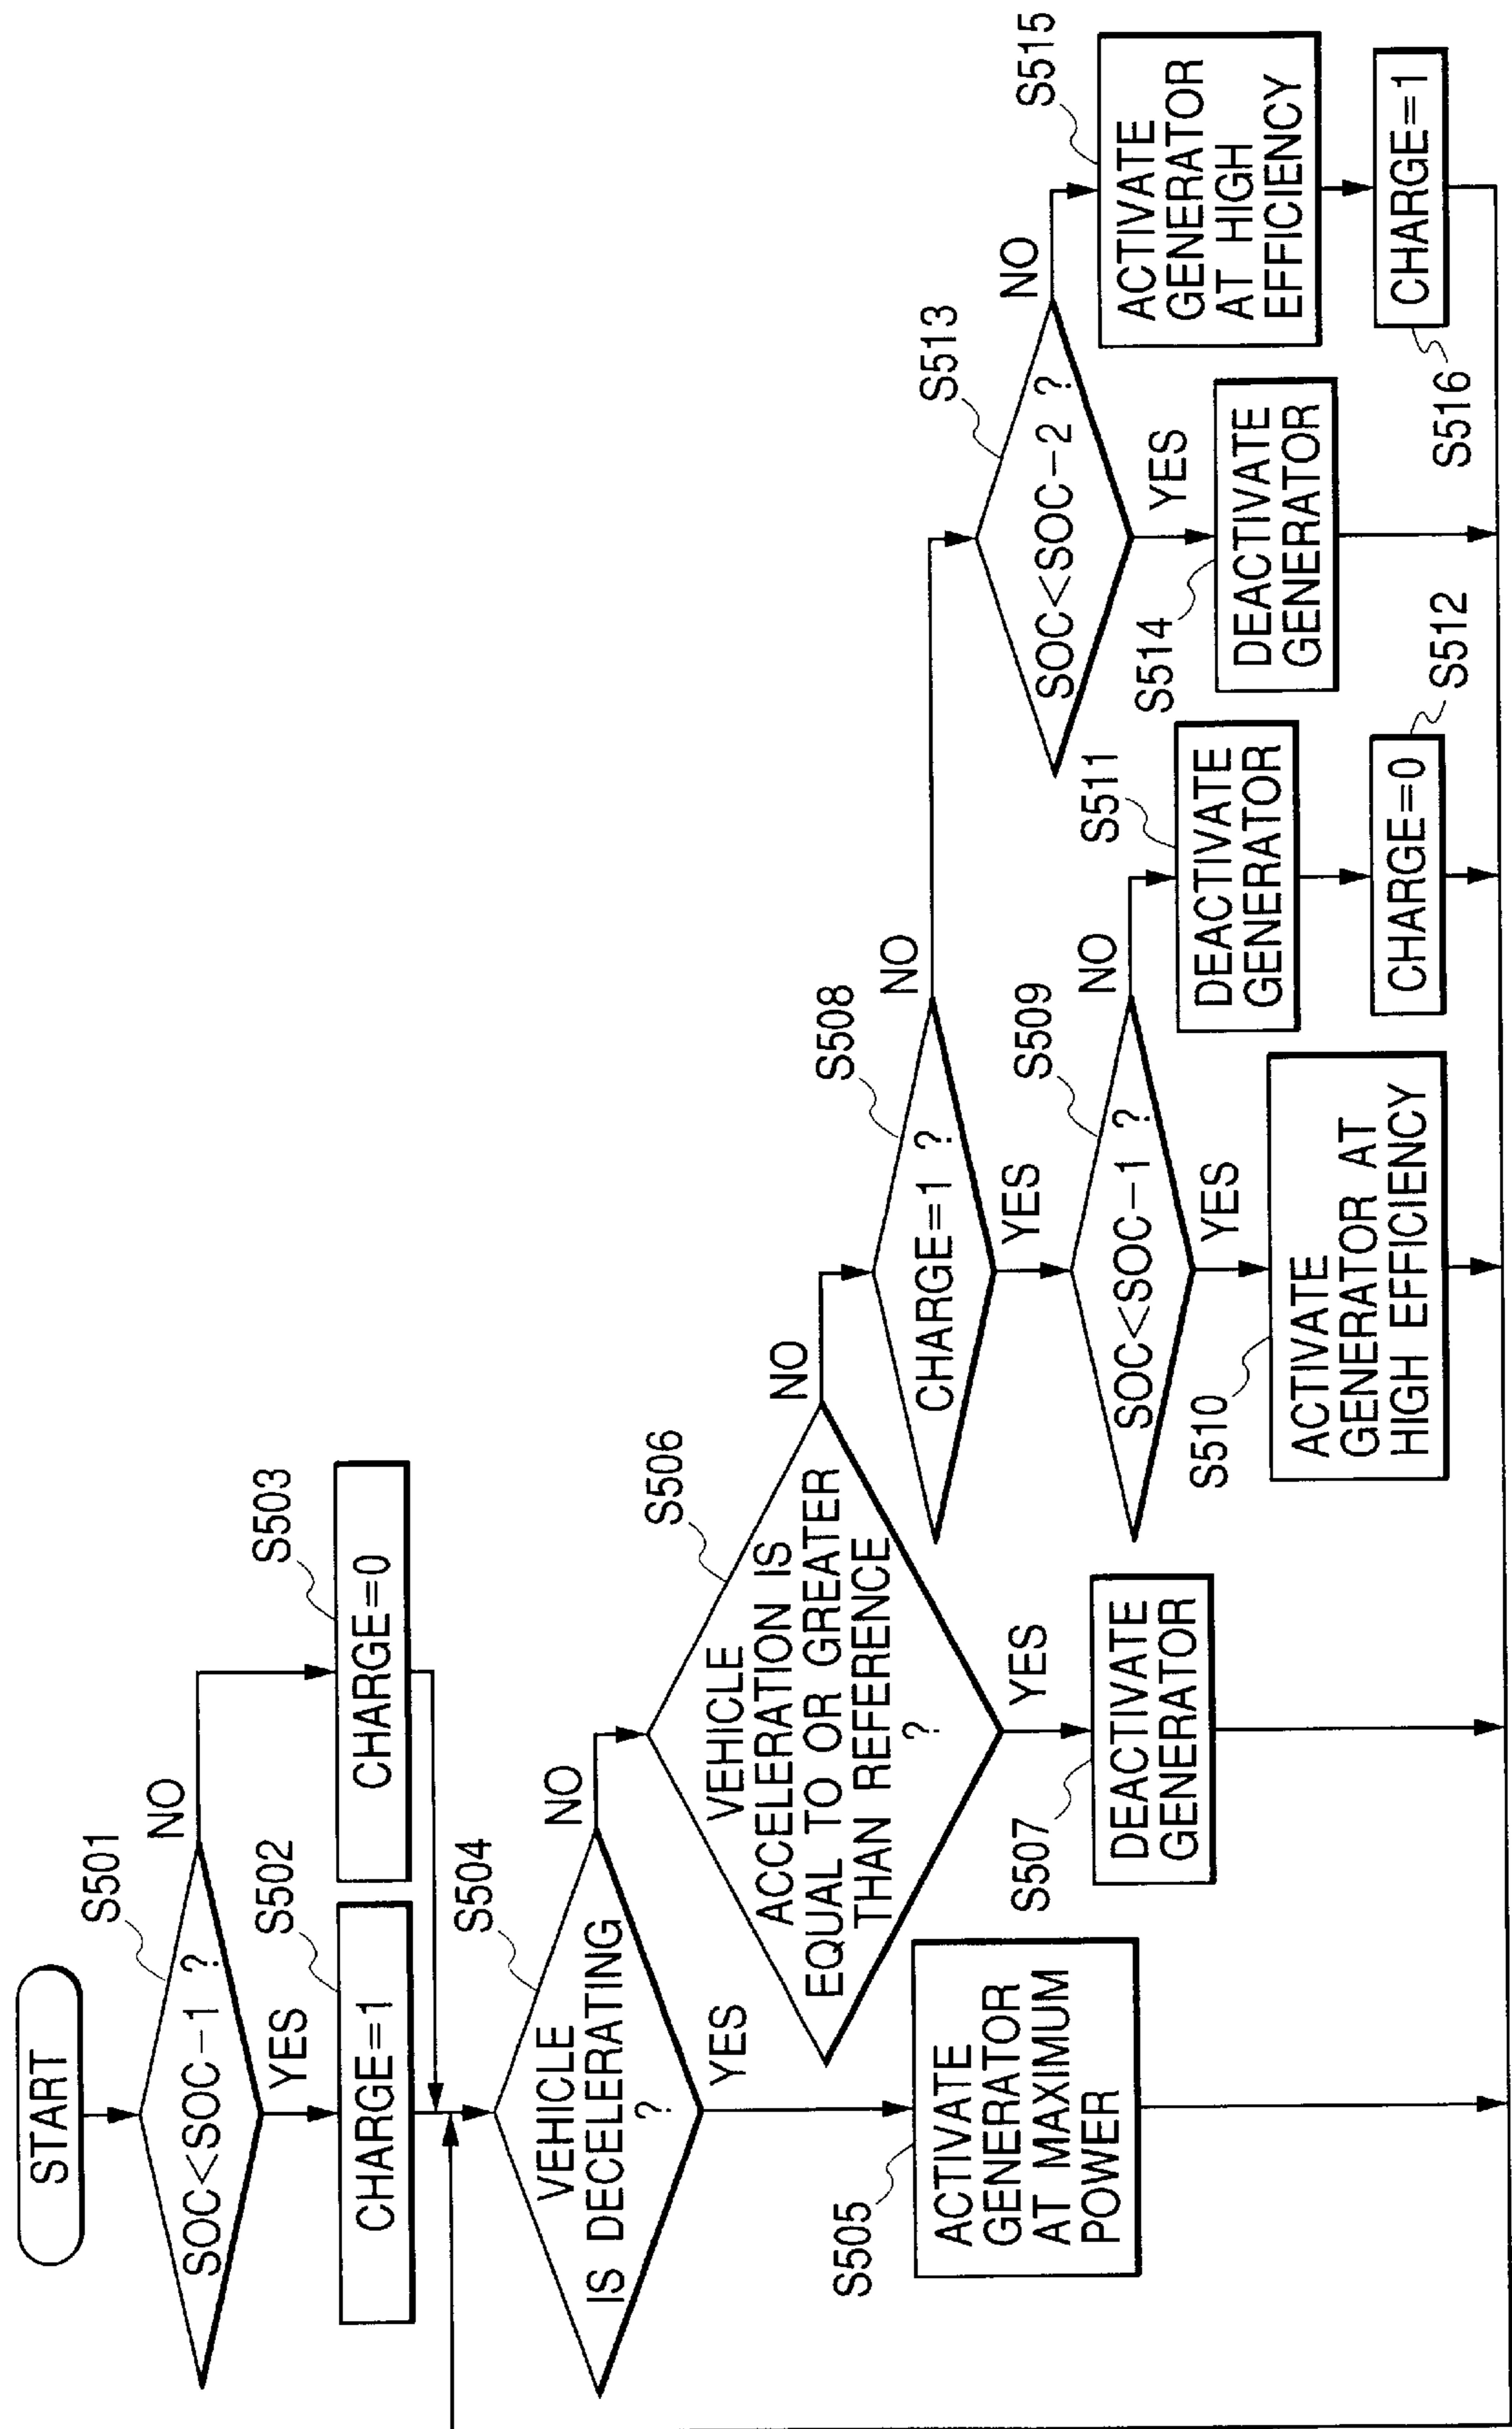 START
S501
SOC<SOC-1 ?
NO
YES
S502
CHARGE=1
S503
CHARGE=0
S504
VEHICLE
IS DECELERATING
?
NO
YES
S505
ACTIVATE
GENERATOR
AT MAXIMUM
POWER
S506
VEHICLE
ACCELERATION IS
EQUAL TO OR GREATER
THAN REFERENCE
?
NO
YES
S507
DEACTIVATE
GENERATOR
S508
CHARGE=1 ?
NO
YES
S509
SOC<SOC-1 ?
NO
YES
S510
ACTIVATE
GENERATOR AT
HIGH EFFICIENCY
S511
DEACTIVATE
GENERATOR
CHARGE=0
S512
S513
SOC<SOC-2 ?
NO
YES
S514
DEACTIVATE
GENERATOR
S515
ACTIVATE
GENERATOR
AT HIGH
EFFICIENCY
CHARGE=1
S516